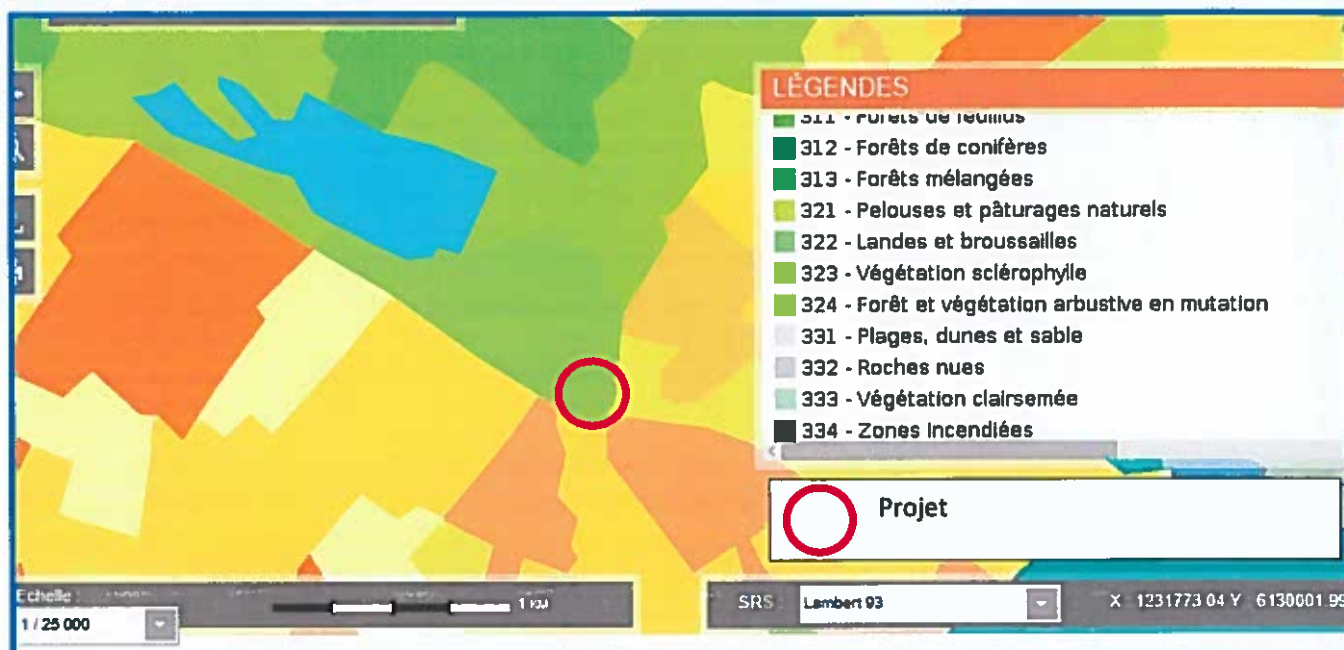 LÉGENDES
311 - Forêts de feuillus
312 - Forêts de conifères
313 - Forêts mélangées
321 - Pelouses et pâturages naturels
322 - Landes et broussailles
323 - Végétation sclérophylle
324 - Forêt et végétation arbustive en mutation
331 - Plages, dunes et sable
332 - Roches nues
333 - Végétation clairsemée
334 - Zones incendiées
Projet
Echelle :
1 / 25 000
1 km
SRS
Lambert 93
X 1231773 04 Y 6130001.99